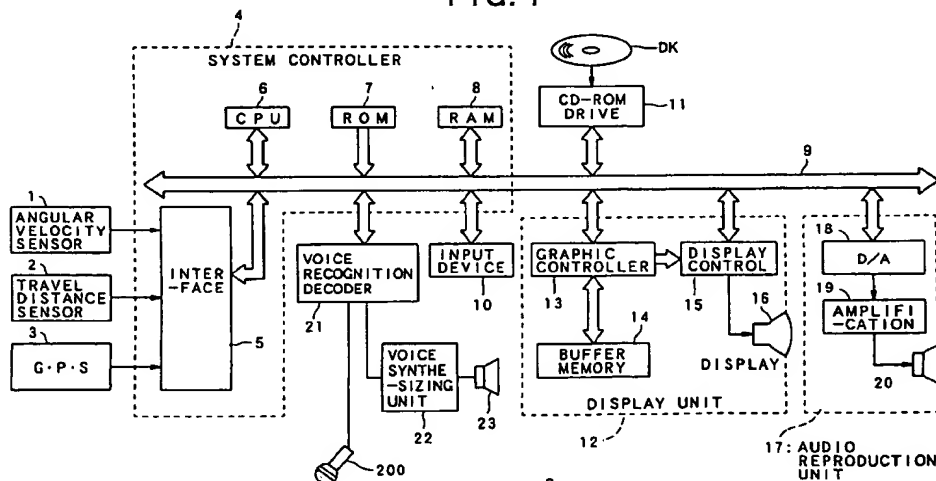 4
SYSTEM CONTROLLER
DK
6
CPU
7
ROM
8
RAM
CD-ROM
DRIVE
11
9
1
ANGULAR
VELOCITY
SENSOR
2
TRAVEL
DISTANCE
SENSOR
3
G·P·S
INTER
-FACE
5
VOICE
RECOGNITION
DECODER
21
INPUT
DEVICE
10
GRAPHIC
CONTROLLER
13
DISPLAY
CONTROL
15
16
DISPLAY
14
BUFFER
MEMORY
DISPLAY UNIT
12
18
D/A
19
AMPLIFI
-CATION
20
VOICE
SYNTHE
-SIZING
UNIT
22
23
200
17: AUDIO
REPRODUCTION
UNIT